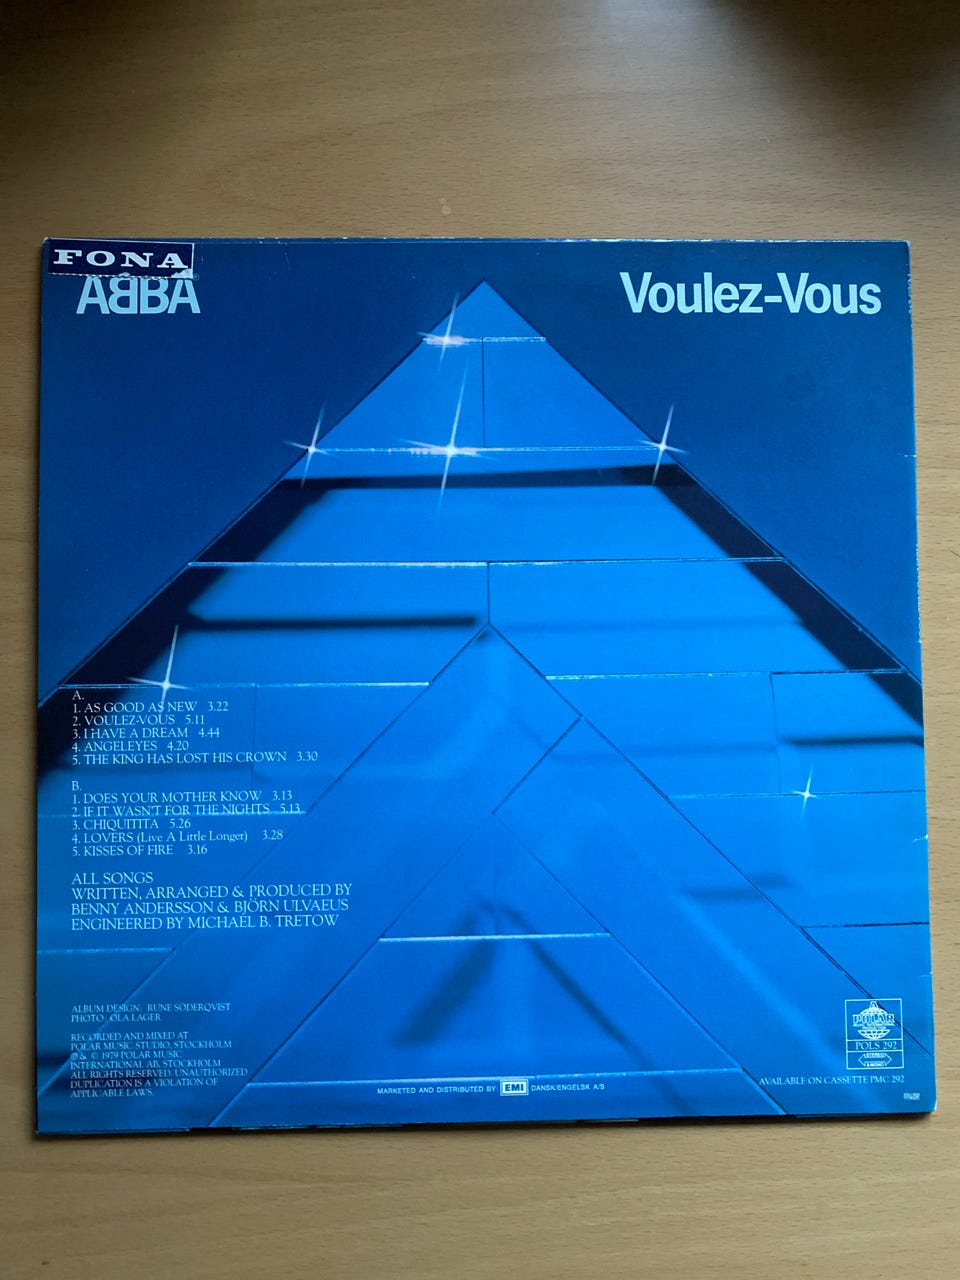 FONA
ABBA
Voulez-Vous
A.
1. AS GOOD AS NEW 3.22
2. VOULEZ-VOUS 5.11
3. I HAVE A DREAM 4.44
4. ANGELEYES 4.20
5. THE KING HAS LOST HIS CROWN 3.30
B.
1. DOES YOUR MOTHER KNOW 3.13
2. IF IT WASN'T FOR THE NIGHTS 5.13
3. CHIQUITITA 5.26
4. LOVERS (Live A Little Longer) 3.28
5. KISSES OF FIRE 3.16
ALL SONGS
WRITTEN, ARRANGED & PRODUCED BY
BENNY ANDERSSON & BJÖRN ULVAEUS
ENGINEERED BY MICHAEL B. TRETOW
ALBUM DESIGN: RUNE SÖDERQVIST
PHOTO: OLA LAGER
RECORDED AND MIXED AT
POLAR MUSIC STUDIO, STOCKHOLM
℗ & © 1979 POLAR MUSIC
INTERNATIONAL AB, STOCKHOLM
ALL RIGHTS RESERVED. UNAUTHORIZED
DUPLICATION IS A VIOLATION OF
APPLICABLE LAWS.
MARKETED AND DISTRIBUTED BY EMI DANSK/ENGELSK A/S
POLAR
POLS 292
STEREO
AVAILABLE ON CASSETTE PMC 292